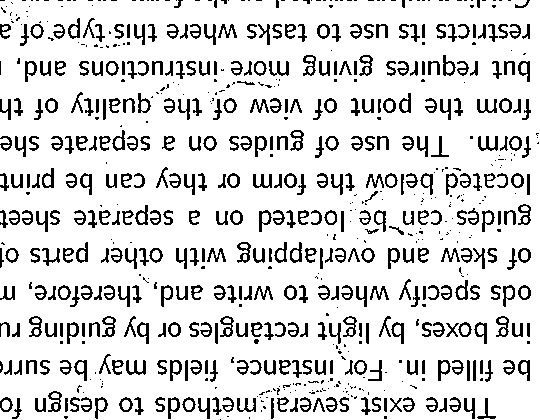 There exist several methods to design fo
be filled in. For instance, fields may be surr
ing boxes, by light rectangles or by guiding ru
ods specify where to write and, therefore, m
of skew and overlapping with other parts of
guides can be located on a separate sheet
located below the form or they can be print
form. The use of guides on a separate she
from the point of view of the quality of th
but requires giving more instructions and,
restricts its use to tasks where this type of a